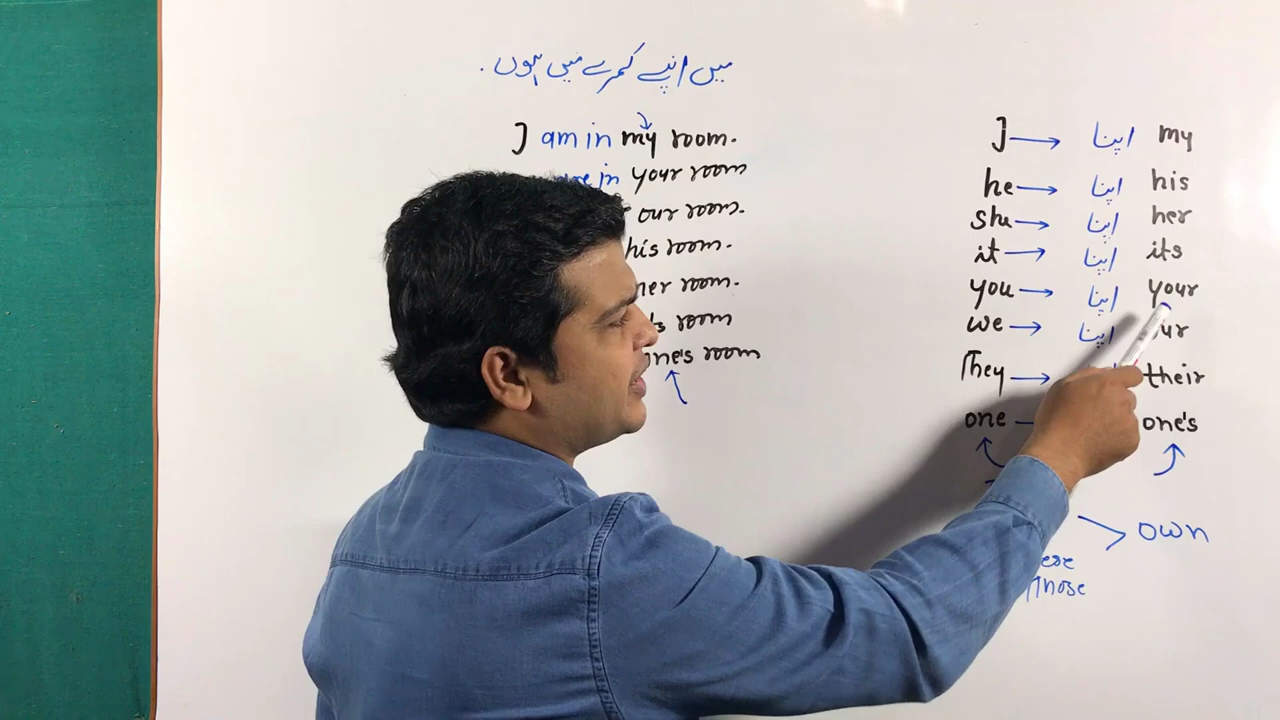 میں اپنے کمرے میں ہوں۔
I am in my room.
in your room
our room.
his room.
her room.
room
one's room
I → اپنا my
he → اپنا his
she → اپنا her
it → اپنا its
you → اپنا your
we → اپنا
They → their
one one's
own
those